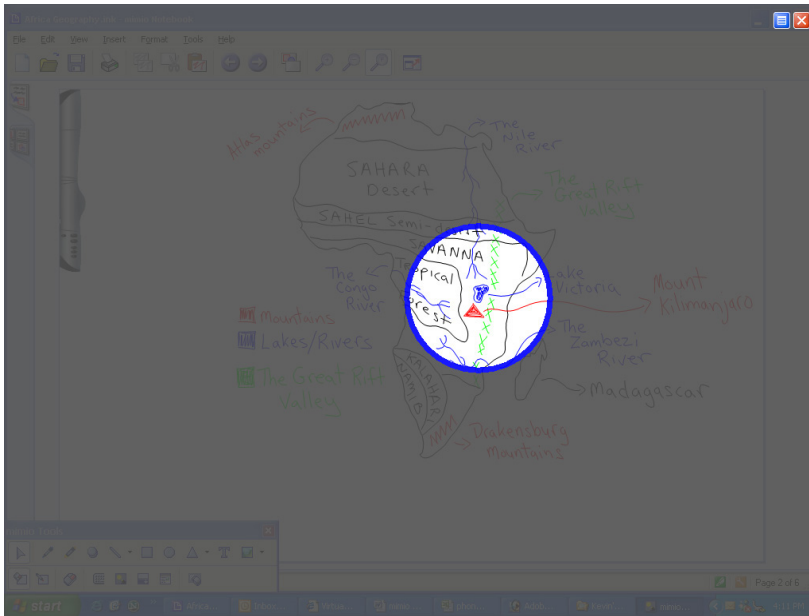 File Edit View Insert Format Tools Help
Atlas
mountains
The
Nile
River
SAHARA
Desert
The
Great Rift
Valley
SAHEL Semi-desert
SAVANNA
Tropical
Forest
The
Congo
River
Lake
Victoria
Mount
Kilimanjaro
Mountains
Lakes/Rivers
The Great Rift
Valley
The
Zambezi
River
KALAHARI
NAMIB
Madagascar
Drakensburg
mountains
Page 2 of 6
start